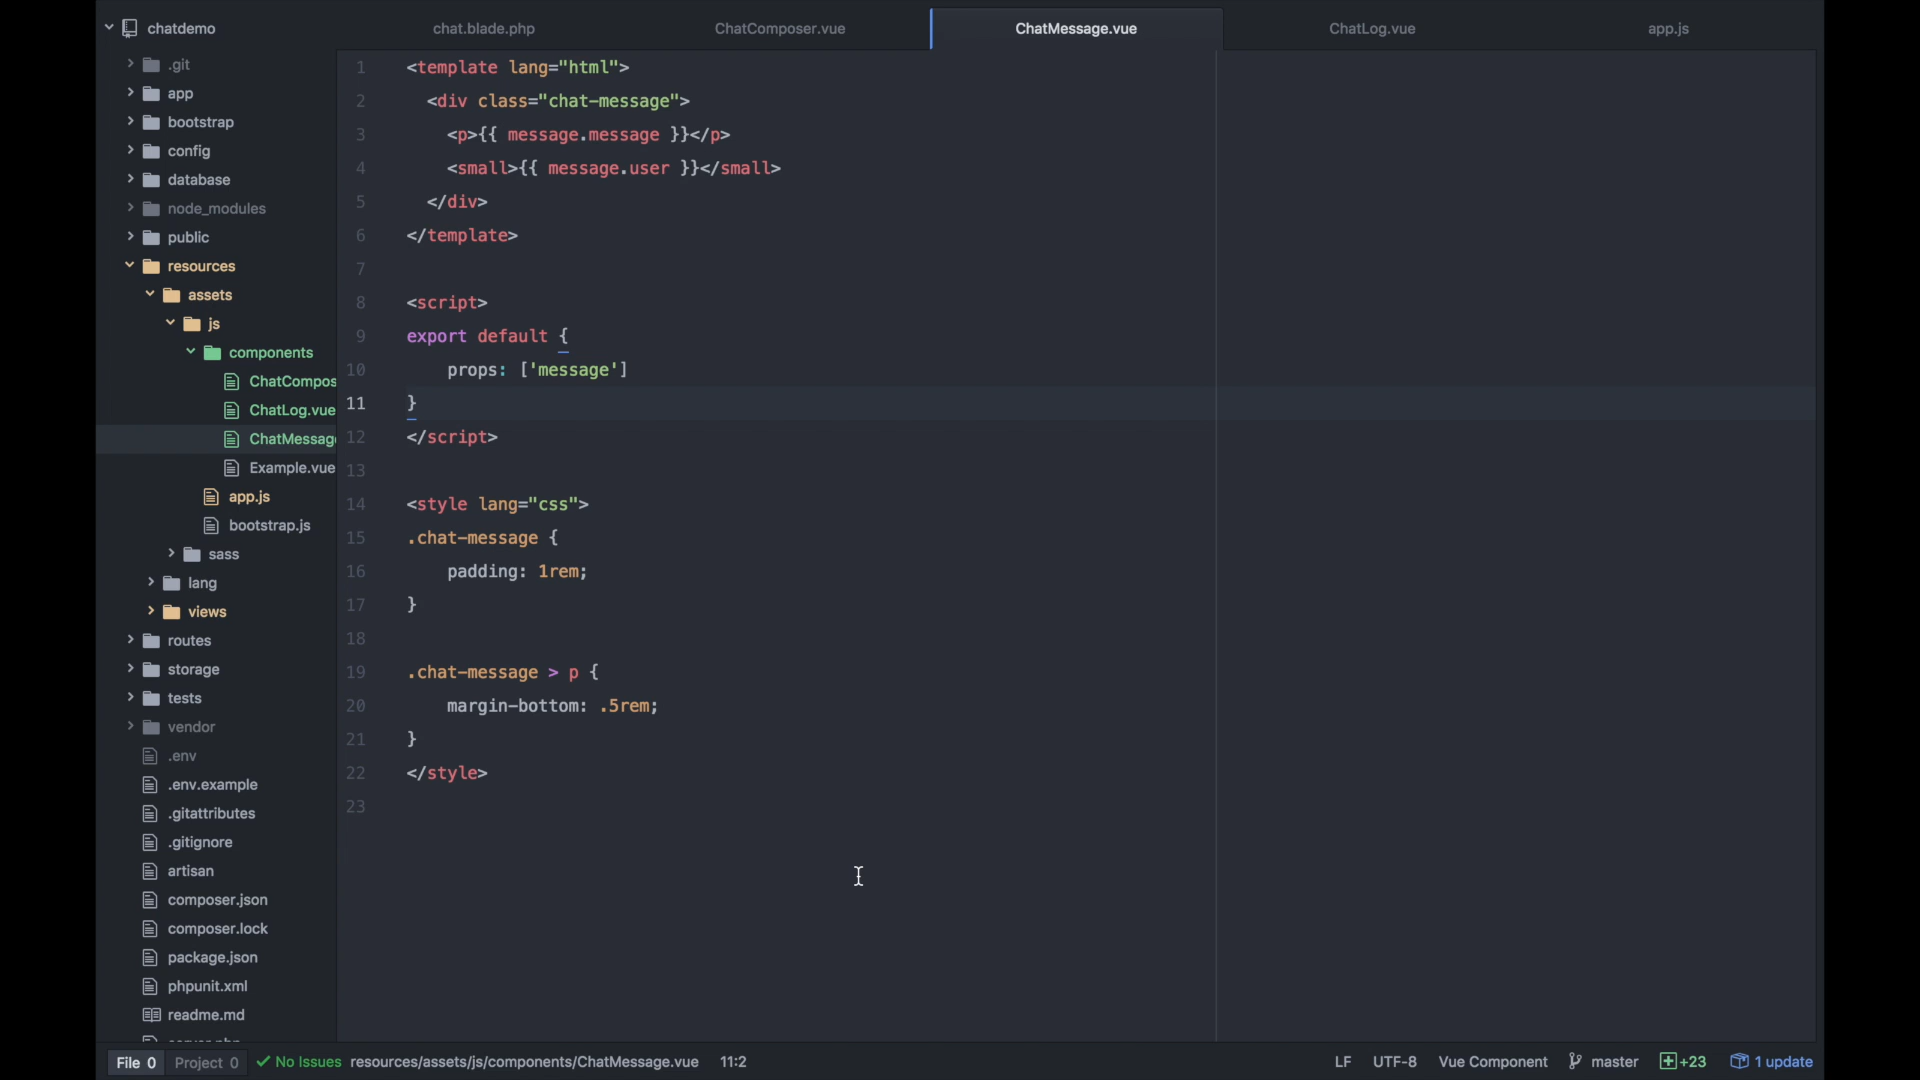 chatdemo
chat.blade.php
ChatComposer.vue
ChatMessage.vue
ChatLog.vue
app.js
.git
app
bootstrap
config
database
node_modules
public
resources
assets
js
components
ChatCompos
ChatLog.vue
ChatMessag
Example.vue
app.js
bootstrap.js
sass
lang
views
routes
storage
tests
vendor
.env
.env.example
.gitattributes
.gitignore
artisan
composer.json
composer.lock
package.json
phpunit.xml
readme.md
1 <template lang="html">
2   <div class="chat-message">
3     <p>{{ message.message }}</p>
4     <small>{{ message.user }}</small>
5   </div>
6 </template>
7
8 <script>
9 export default {
10     props: ['message']
11 }
12 </script>
13
14 <style lang="css">
15 .chat-message {
16     padding: 1rem;
17 }
18
19 .chat-message > p {
20     margin-bottom: .5rem;
21 }
22 </style>
23
File 0 Project 0 No Issues resources/assets/js/components/ChatMessage.vue 11:2 LF UTF-8 Vue Component master +23 1 update